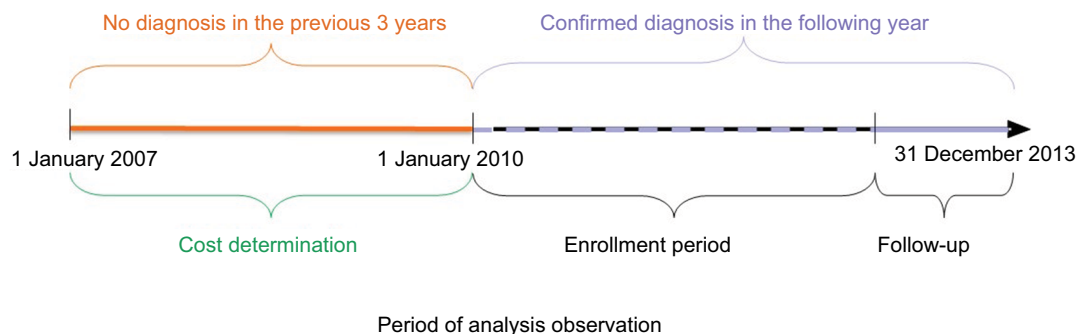 No diagnosis in the previous 3 years
Confirmed diagnosis in the following year
1 January 2007
1 January 2010
31 December 2013
Cost determination
Enrollment period
Follow-up
Period of analysis observation